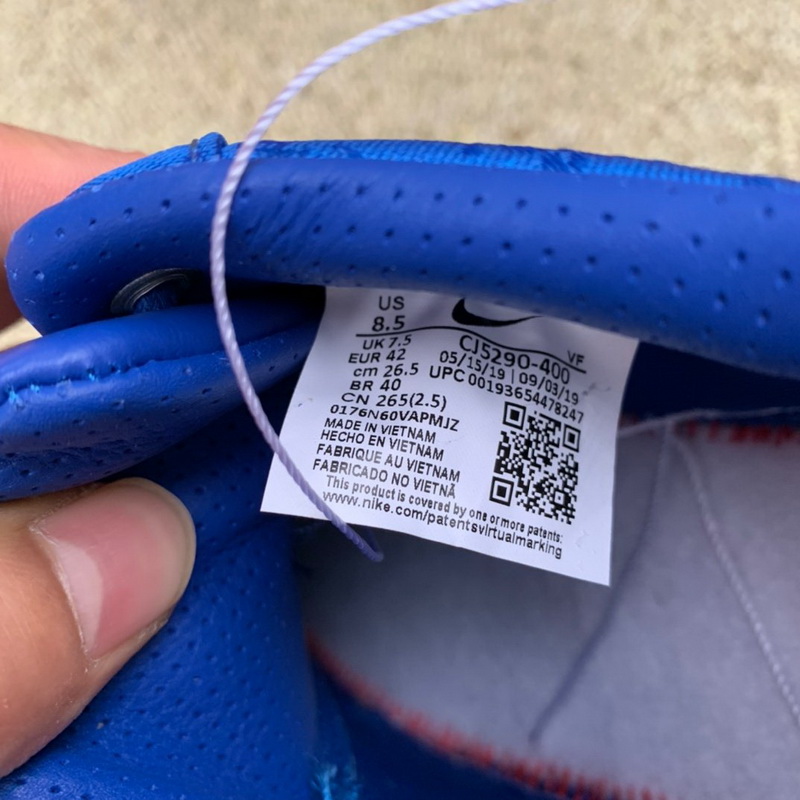 US
8.5
UK 7.5
EUR 42
cm 26.5
BR 40
CN 265(2.5)
0176N60VAPMJZ
VF
CJ5290-400
05/15/19 | 09/03/19
UPC 00193654478247
MADE IN VIETNAM
HECHO EN VIETNAM
FABRIQUE AU VIETNAM
FABRICADO NO VIETNÃ
This product is covered by one or more patents:
www.nike.com/patentsvirtualmarking